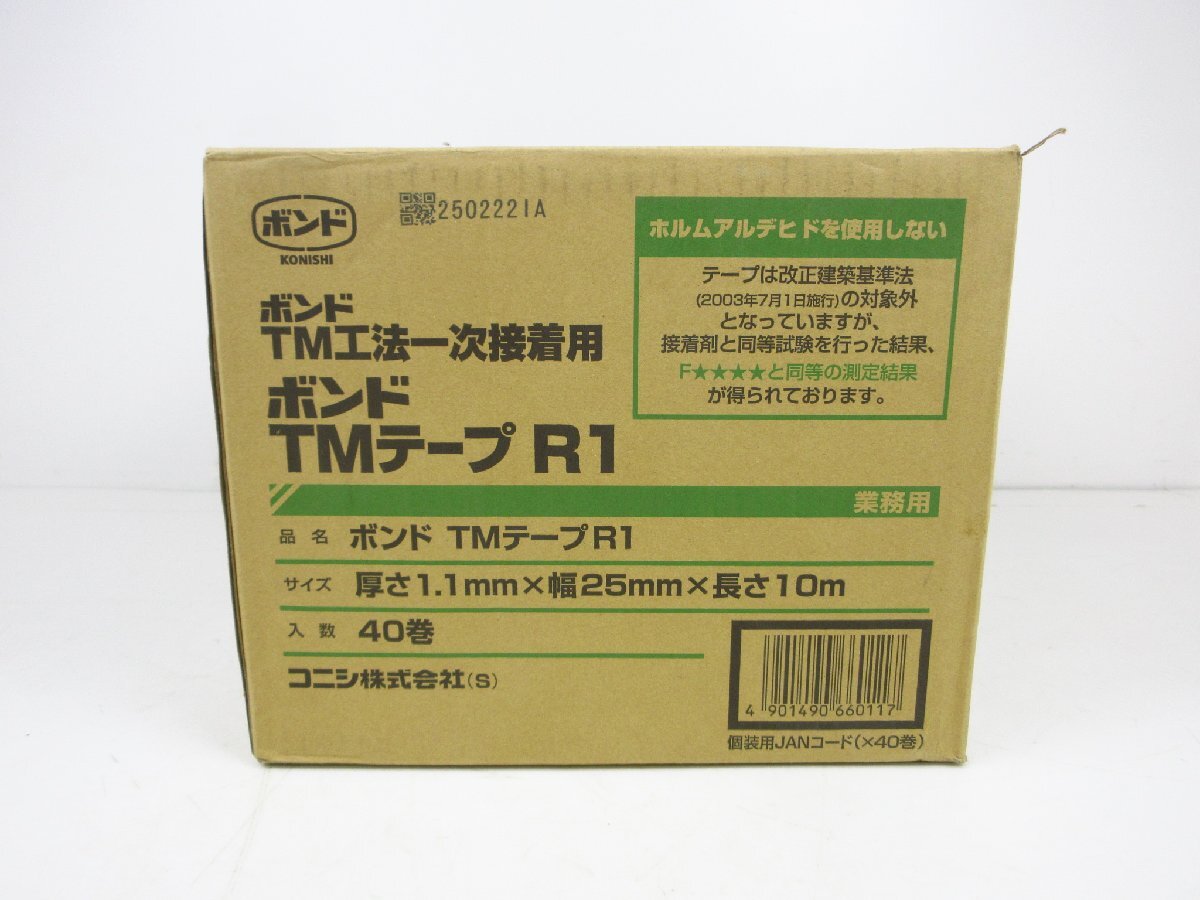 ボンド
KONISHI
2502221A
ボンド
TM工法一次接着用
ボンド
TMテープ R1
ホルムアルデヒドを使用しない
テープは改正建築基準法
(2003年7月1日施行)の対象外
となっていますが、
接着剤と同等試験を行った結果、
F★★★★と同等の測定結果
が得られております。
業務用
品名 ボンド TMテープR1
サイズ 厚さ1.1mm×幅25mm×長さ10m
入数 40巻
コニシ株式会社(S)
4 901490 660117
個装用JANコード(×40巻)